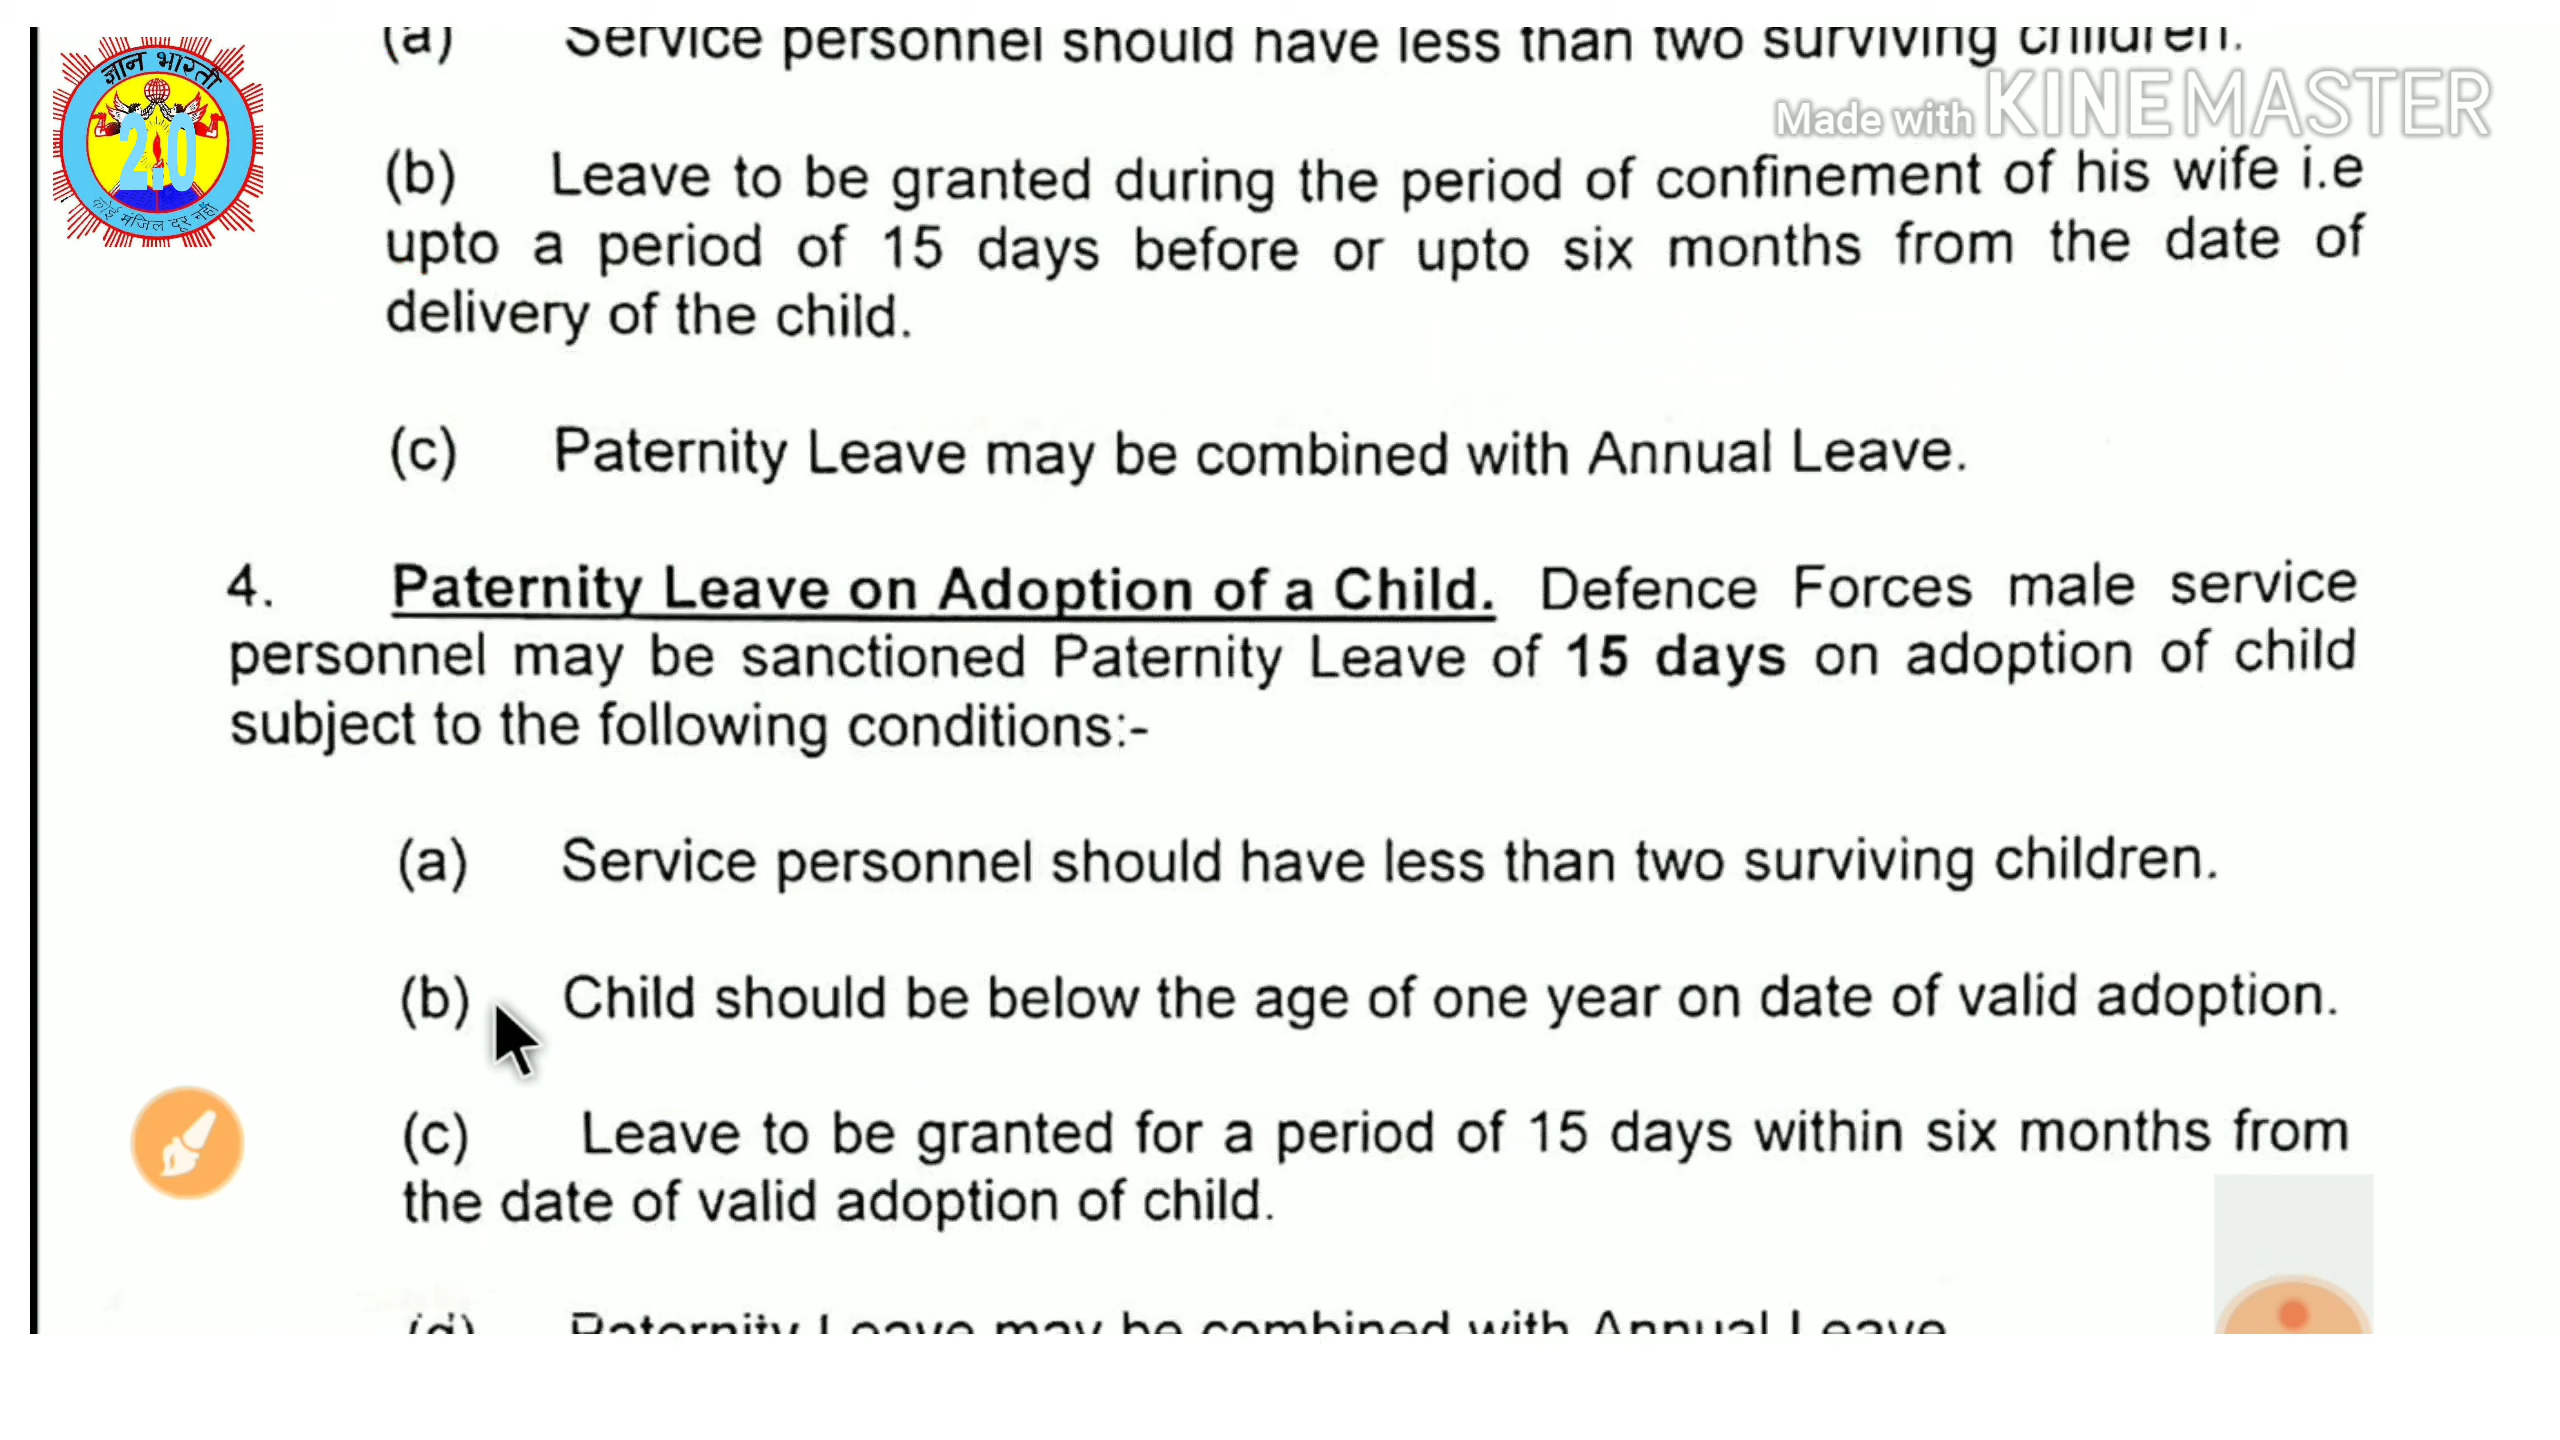 (a) Service personnel should have less than two surviving children.
ज्ञान भारती
2.0
कोई मंजिल दूर नहीं
Made with KINEMASTER
(b) Leave to be granted during the period of confinement of his wife i.e
upto a period of 15 days before or upto six months from the date of
delivery of the child.
(c) Paternity Leave may be combined with Annual Leave.
4. Paternity Leave on Adoption of a Child. Defence Forces male service
personnel may be sanctioned Paternity Leave of 15 days on adoption of child
subject to the following conditions:-
(a) Service personnel should have less than two surviving children.
(b) Child should be below the age of one year on date of valid adoption.
(c) Leave to be granted for a period of 15 days within six months from
the date of valid adoption of child.
(d) Paternity Leave may be combined with Annual Leave